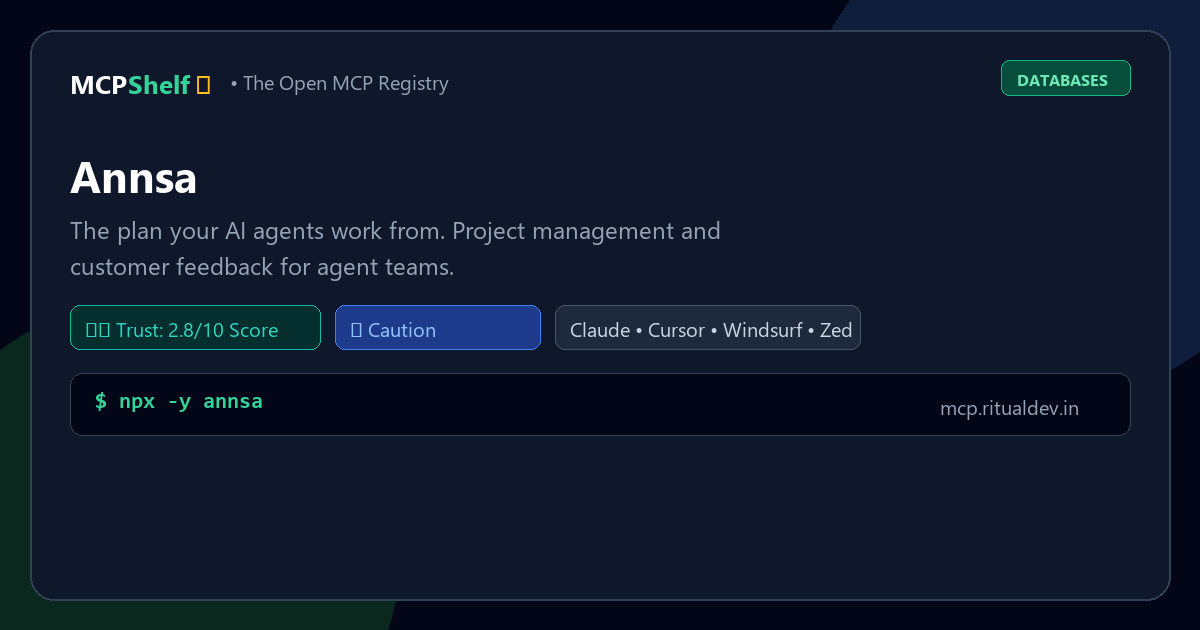 MCPShelf • The Open MCP Registry
DATABASES
Annsa
The plan your AI agents work from. Project management and
customer feedback for agent teams.
Trust: 2.8/10 Score
Caution
Claude • Cursor • Windsurf • Zed
$ npx -y annsa
mcp.ritualdev.in